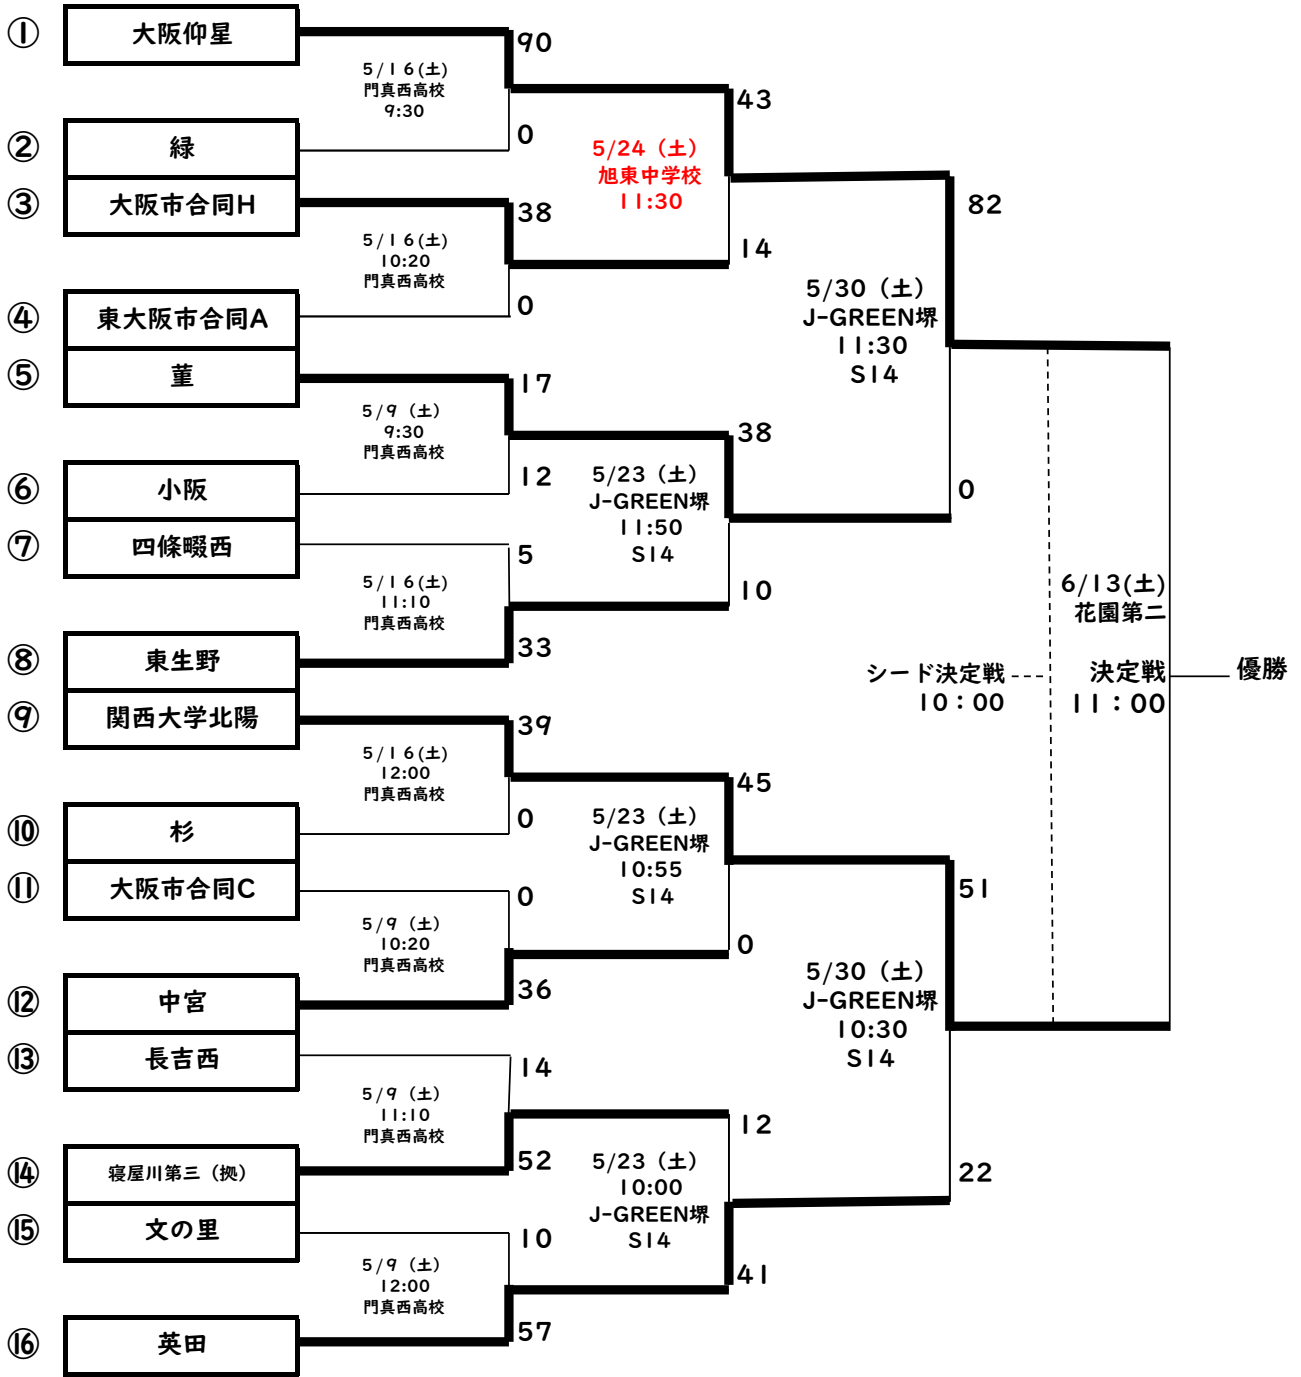 ① 大阪仰星
90
5/16(土)
門真西高校
9:30
② 緑
0
43
5/24（土）
旭東中学校
11:30
③ 大阪市合同H
38
5/16(土)
10:20
門真西高校
④ 東大阪市合同A
0
14
82
5/30（土）
J-GREEN堺
11:30
S14
⑤ 菫
17
5/9（土）
9:30
門真西高校
⑥ 小阪
12
38
5/23（土）
J-GREEN堺
11:50
S14
⑦ 四條畷西
5
5/16(土)
11:10
門真西高校
⑧ 東生野
33
10
0
6/13(土)
花園第二
シード決定戦
10：00
決定戦
11：00
優勝
⑨ 関西大学北陽
39
5/16(土)
12:00
門真西高校
⑩ 杉
0
45
5/23（土）
J-GREEN堺
10:55
S14
⑪ 大阪市合同C
0
5/9（土）
10:20
門真西高校
⑫ 中宮
36
0
51
5/30（土）
J-GREEN堺
10:30
S14
⑬ 長吉西
14
5/9（土）
11:10
門真西高校
⑭ 寝屋川第三（拠）
52
12
5/23（土）
10:00
J-GREEN堺
S14
22
⑮ 文の里
10
5/9（土）
12:00
門真西高校
⑯ 英田
57
41